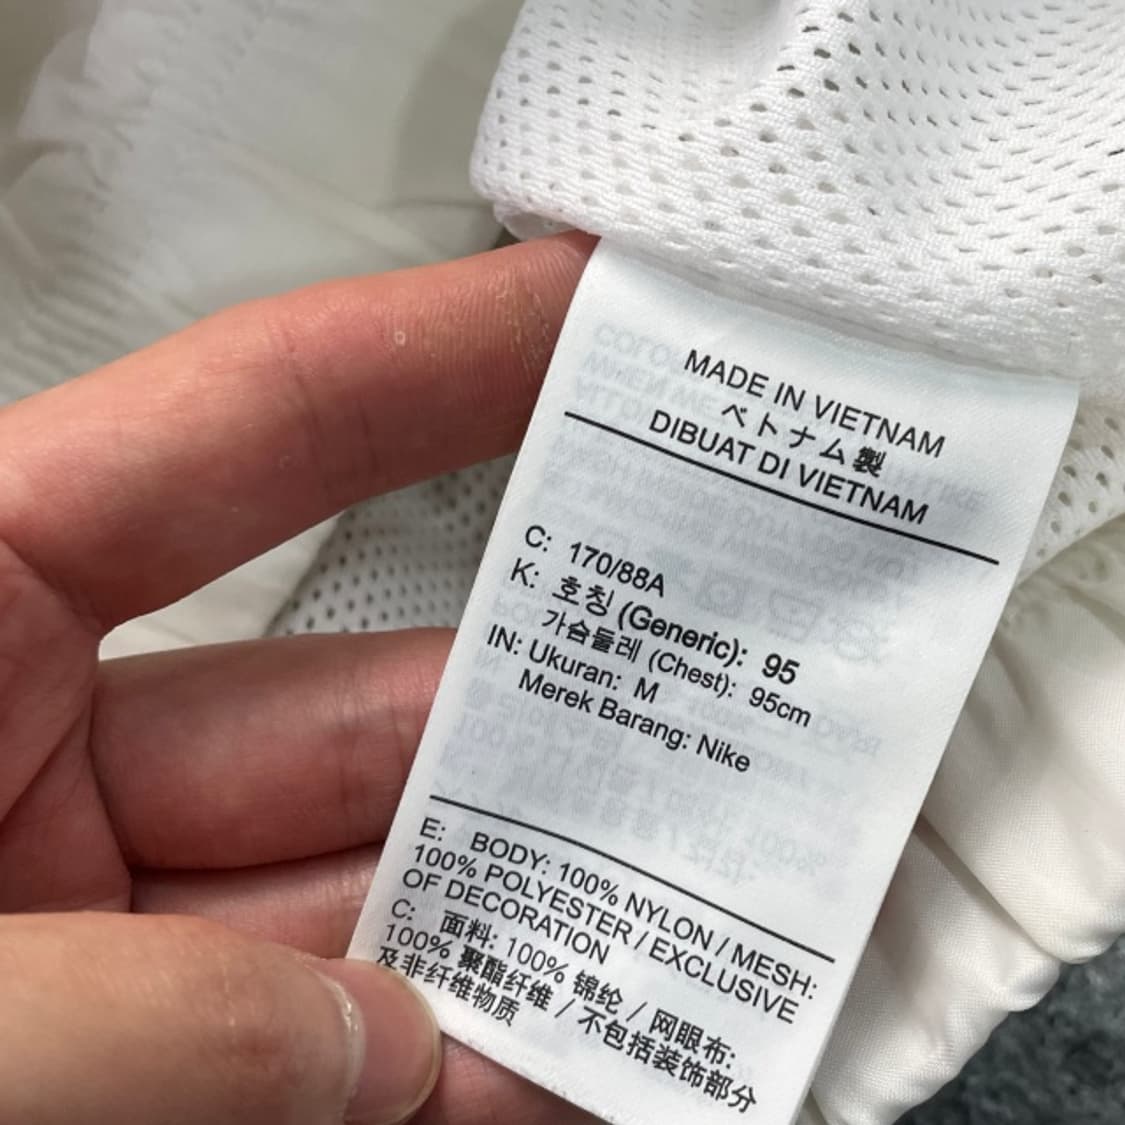 MADE IN VIETNAM
ベトナム製
DIBUAT DI VIETNAM
C: 170/88A
K: 호칭 (Generic): 95
가슴둘레 (Chest): 95cm
IN: Ukuran: M
Merek Barang: Nike
E: BODY: 100% NYLON / MESH:
100% POLYESTER / EXCLUSIVE
OF DECORATION
C: 面料: 100% 锦纶 / 网眼布:
100% 聚酯纤维 / 不包括装饰部分
及非纤维物质